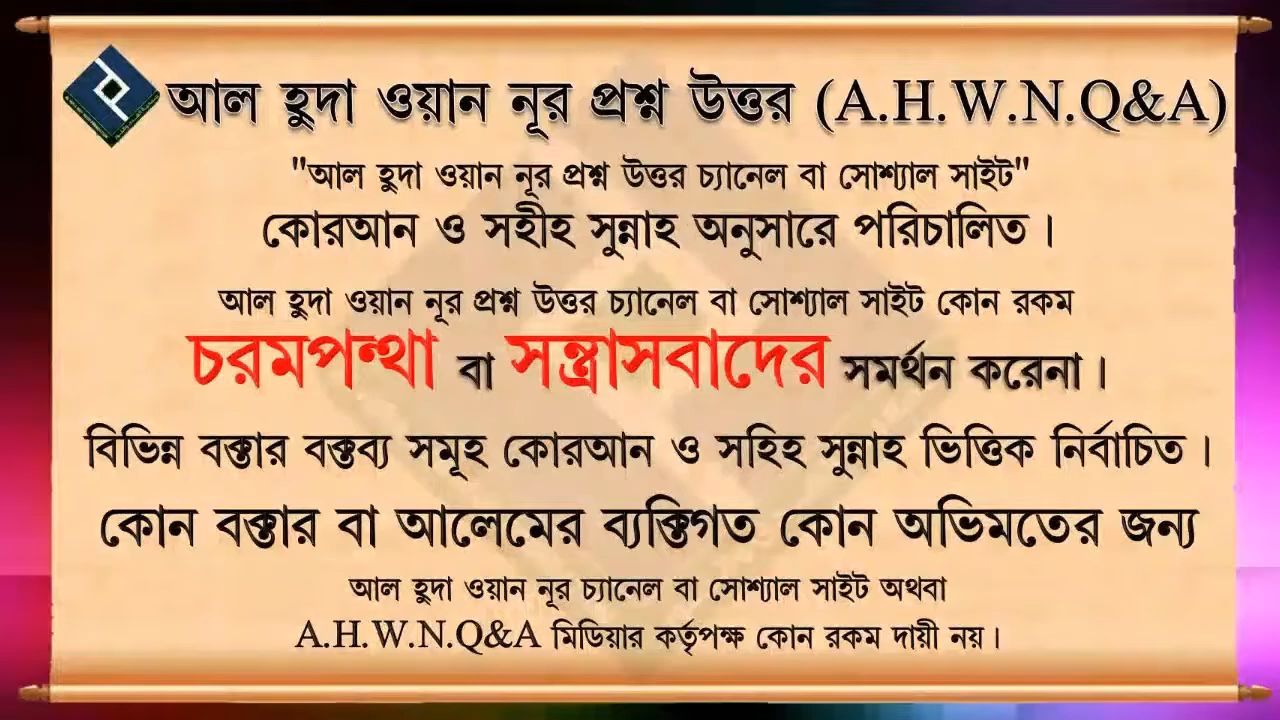 আল হুদা ওয়ান নূর প্রশ্ন উত্তর (A.H.W.N.Q&A)
"আল হুদা ওয়ান নূর প্রশ্ন উত্তর চ্যানেল বা সোশ্যাল সাইট"
কোরআন ও সহীহ সুন্নাহ অনুসারে পরিচালিত।
আল হুদা ওয়ান নূর প্রশ্ন উত্তর চ্যানেল বা সোশ্যাল সাইট কোন রকম
চরমপন্থা বা সন্ত্রাসবাদের সমর্থন করেনা।
বিভিন্ন বক্তার বক্তব্য সমূহ কোরআন ও সহিহ সুন্নাহ ভিত্তিক নির্বাচিত।
কোন বক্তার বা আলেমের ব্যক্তিগত কোন অভিমতের জন্য
আল হুদা ওয়ান নূর চ্যানেল বা সোশ্যাল সাইট অথবা
A.H.W.N.Q&A মিডিয়ার কর্তৃপক্ষ কোন রকম দায়ী নয়।